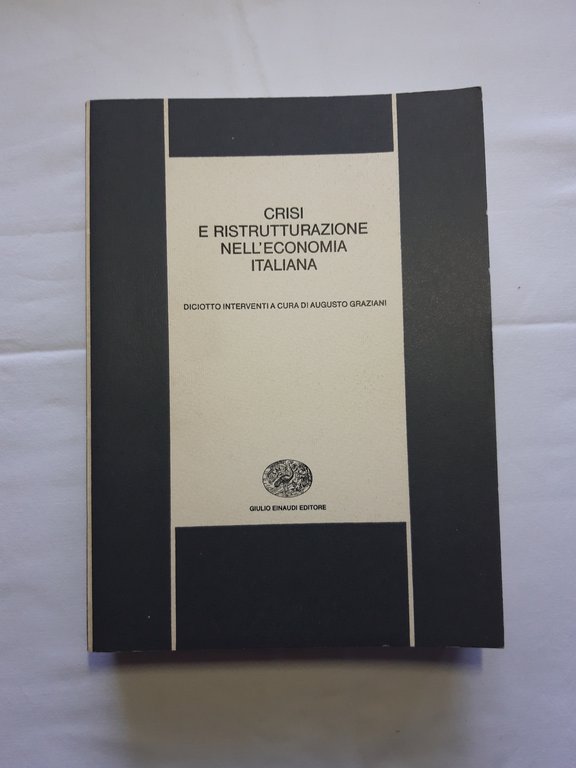 CRISI
E RISTRUTTURAZIONE
NELL'ECONOMIA
ITALIANA
DICIOTTO INTERVENTI A CURA DI AUGUSTO GRAZIANI
GIULIO EINAUDI EDITORE